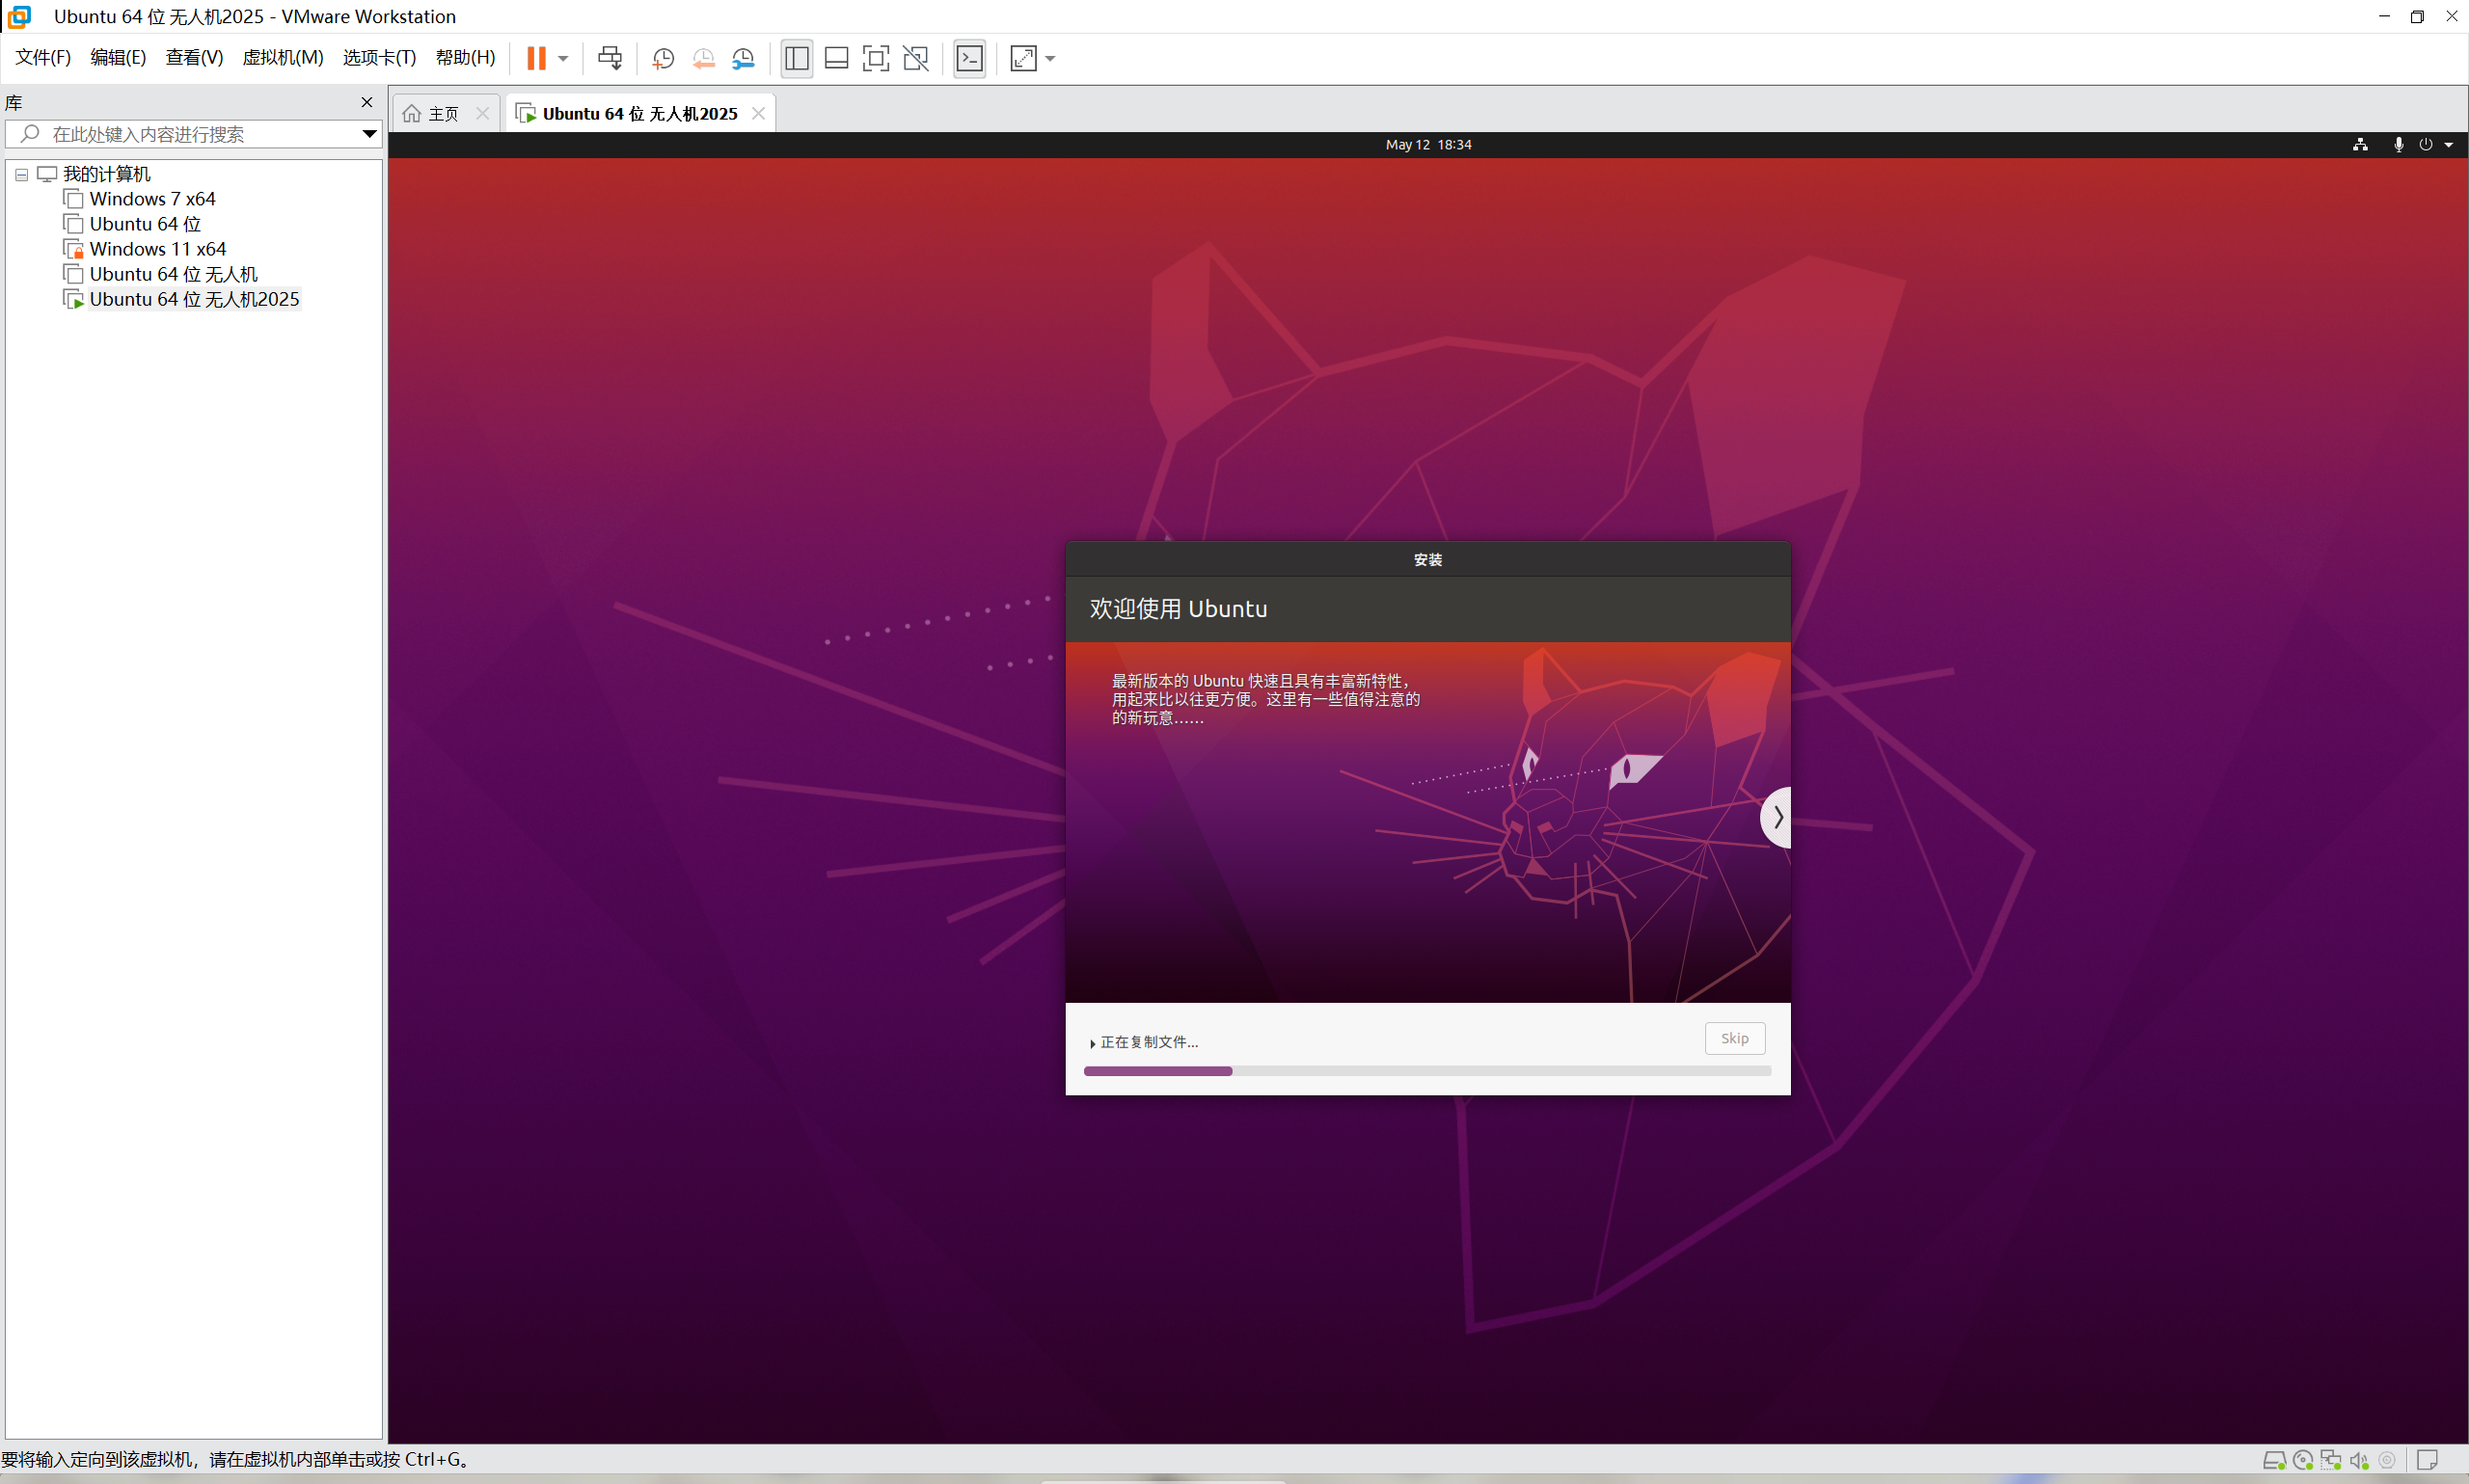 Ubuntu 64 位 无人机2025 - VMware Workstation
文件(F) 编辑(E) 查看(V) 虚拟机(M) 选项卡(T) 帮助(H)
库
在此处键入内容进行搜索
我的计算机
Windows 7 x64
Ubuntu 64 位
Windows 11 x64
Ubuntu 64 位 无人机
Ubuntu 64 位 无人机2025
主页
Ubuntu 64 位 无人机2025
May 12 18:34
安装
欢迎使用 Ubuntu
最新版本的 Ubuntu 快速且具有丰富新特性，
用起来比以往更方便。这里有一些值得注意的
的新玩意……
正在复制文件...
Skip
要将输入定向到该虚拟机，请在虚拟机内部单击或按 Ctrl+G。